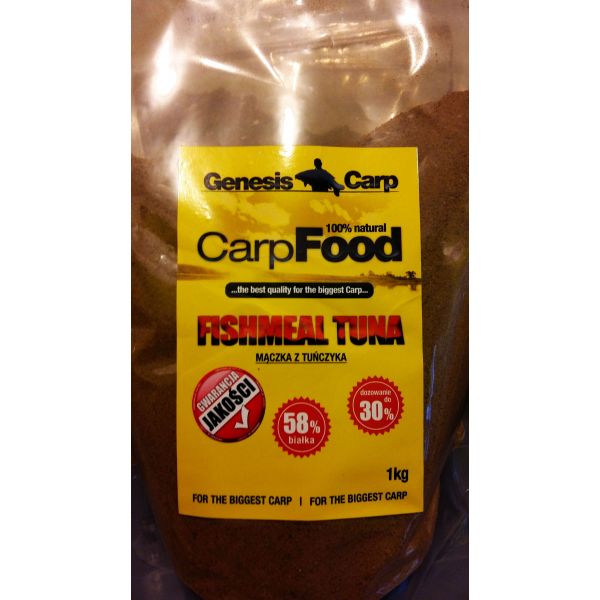 Genesis Carp
100% natural
CarpFood
...the best quality for the biggest Carp...
FISHMEAL TUNA
MĄCZKA Z TUŃCZYKA
GWARANCJA
JAKOŚCI
58%
białka
dozowanie
do
30%
1kg
FOR THE BIGGEST CARP | FOR THE BIGGEST CARP